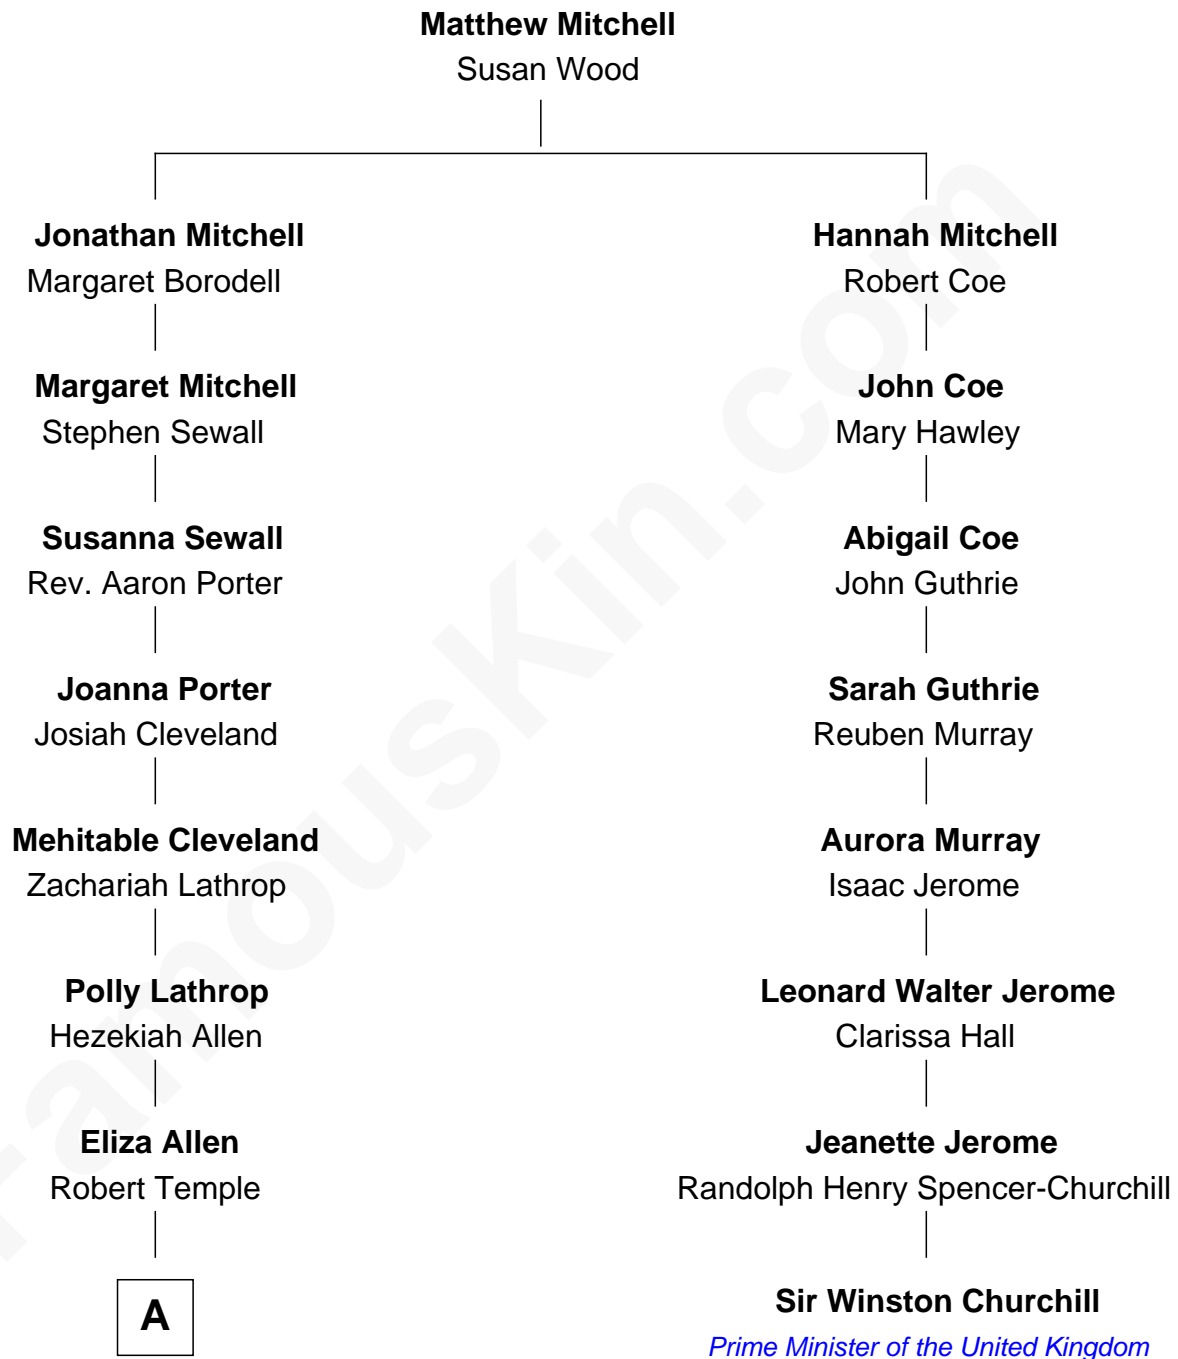 Matthew Mitchell
Susan Wood
Jonathan Mitchell
Margaret Borodell
Margaret Mitchell
Stephen Sewall
Susanna Sewall
Rev. Aaron Porter
Joanna Porter
Josiah Cleveland
Mehitable Cleveland
Zachariah Lathrop
Polly Lathrop
Hezekiah Allen
Eliza Allen
Robert Temple
A
Hannah Mitchell
Robert Coe
John Coe
Mary Hawley
Abigail Coe
John Guthrie
Sarah Guthrie
Reuben Murray
Aurora Murray
Isaac Jerome
Leonard Walter Jerome
Clarissa Hall
Jeanette Jerome
Randolph Henry Spencer-Churchill
Sir Winston Churchill
Prime Minister of the United Kingdom
FamousKin.com